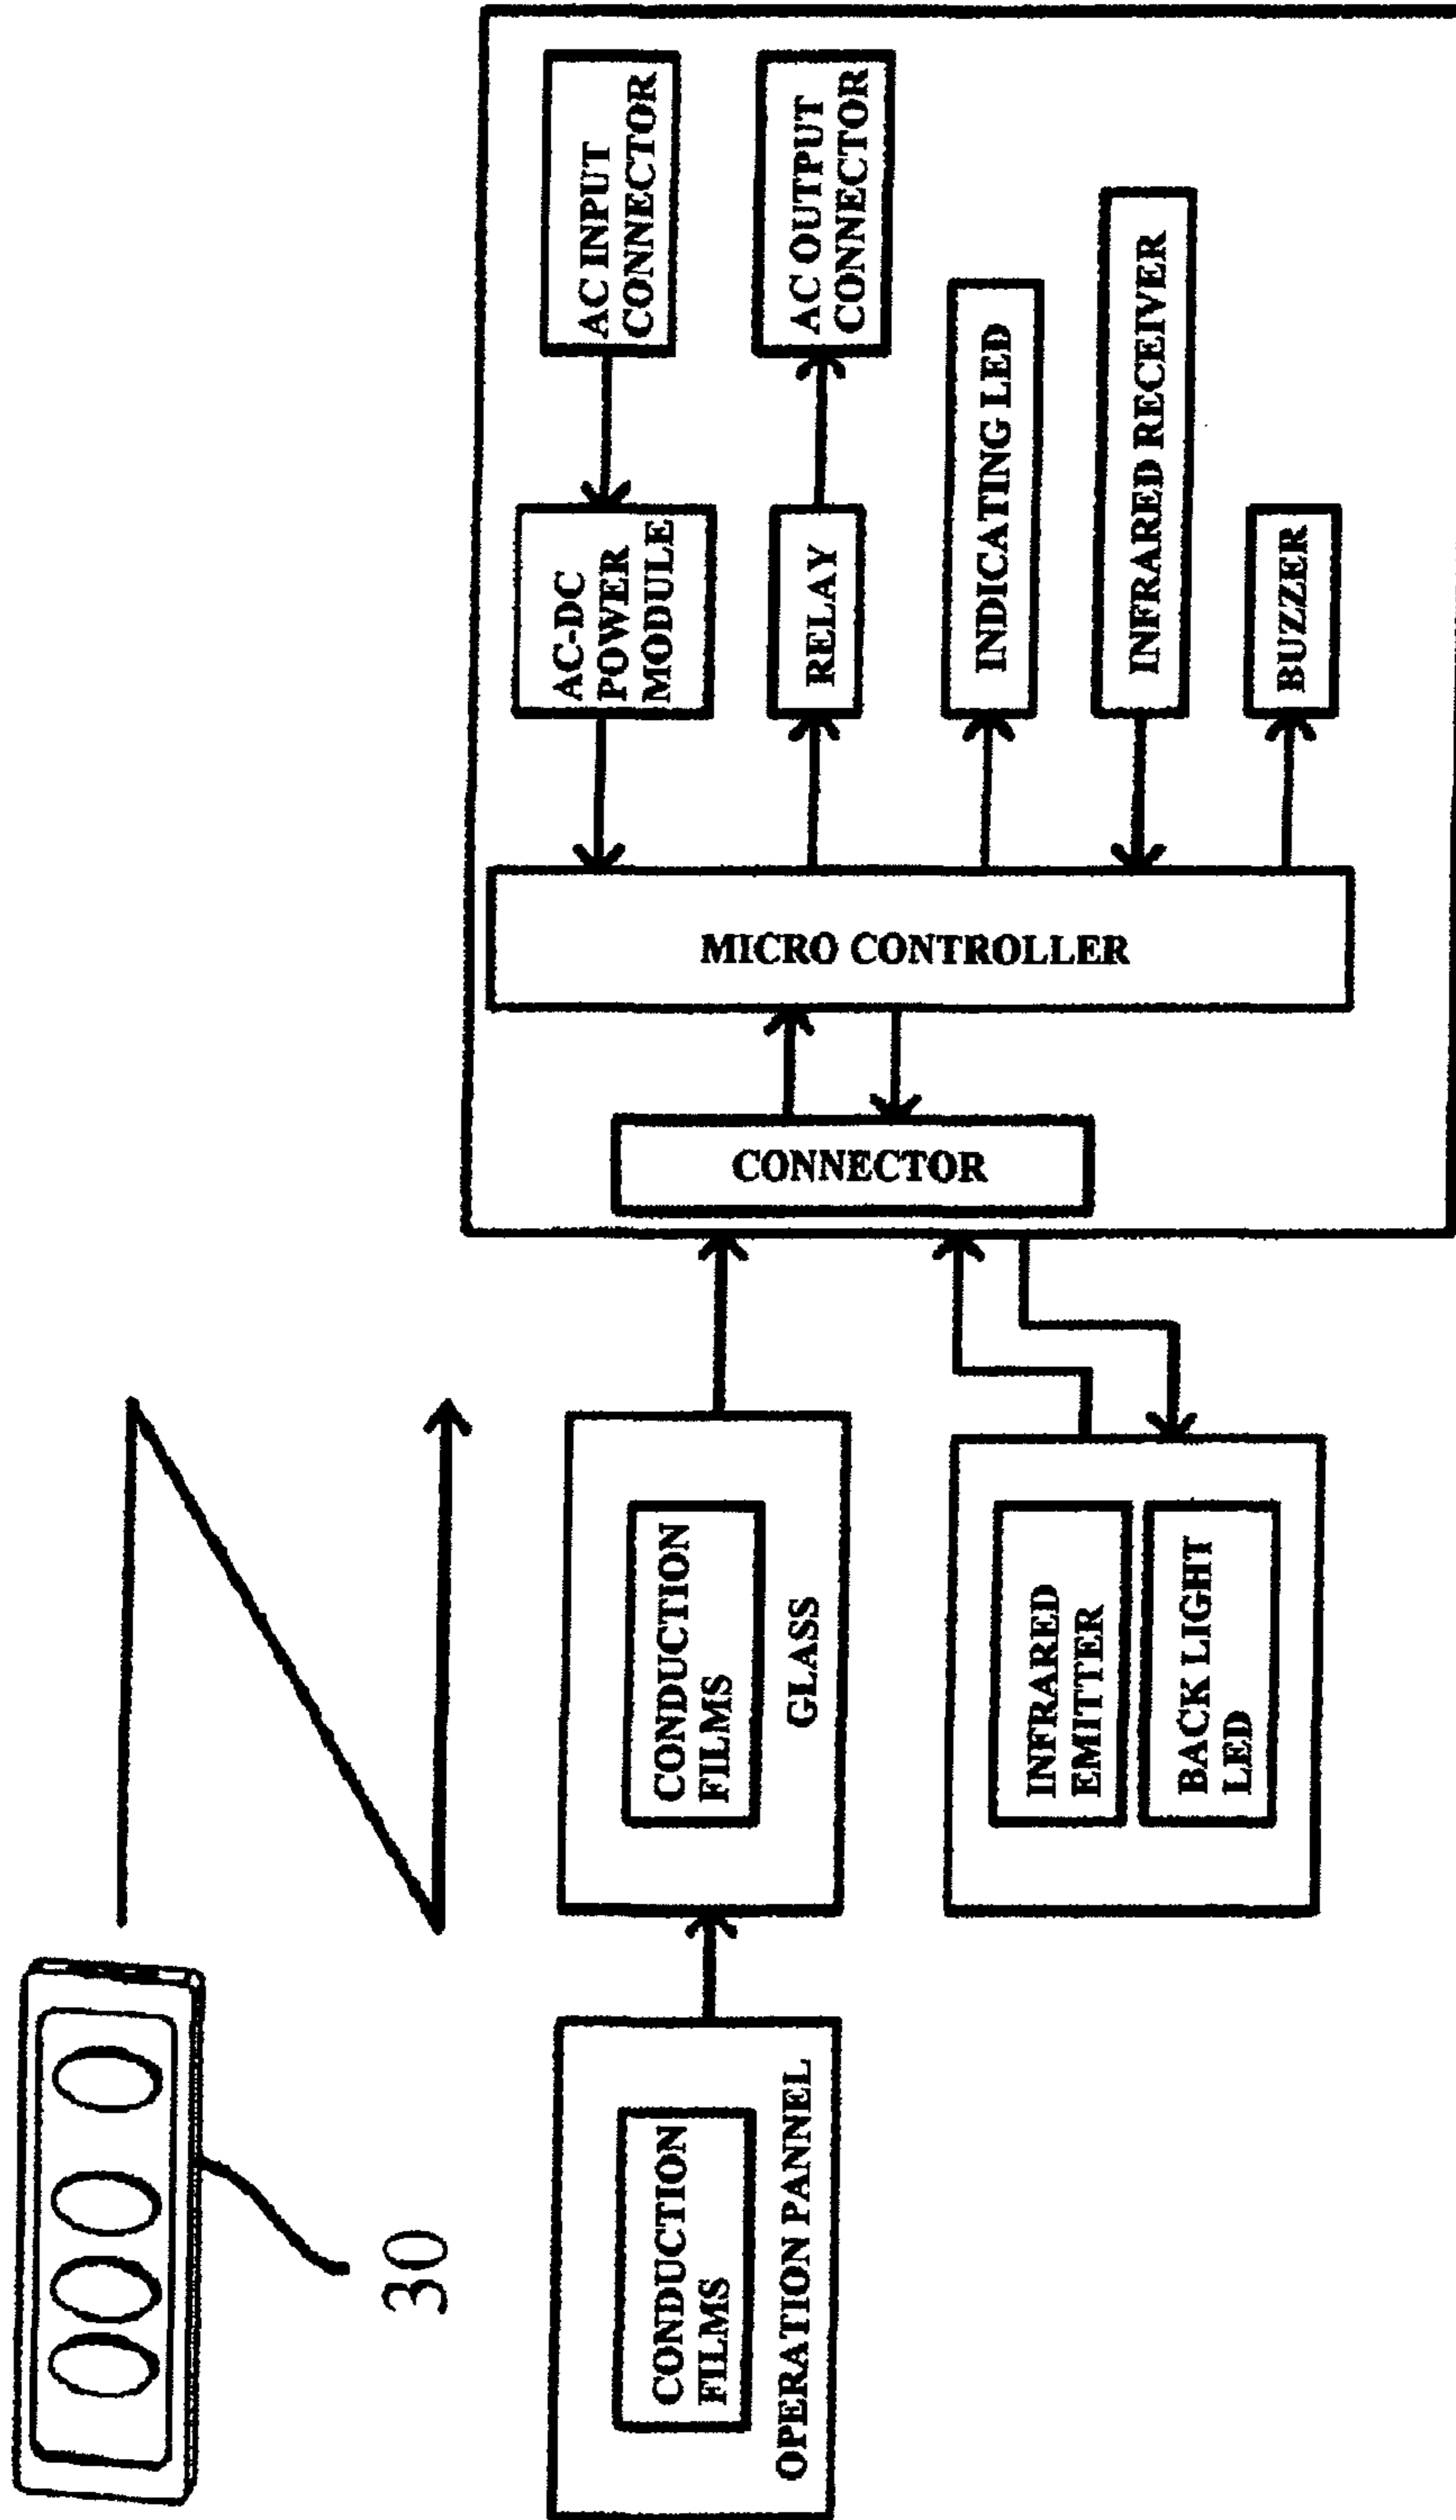 30
CONDUCTION
FILMS
OPERATION PANNEL
CONDUCTION
FILMS
GLASS
INFRARED
EMITTER
BACK LIGHT
LED
CONNECTOR
MICRO CONTROLLER
AC-DC
POWER
MODULE
AC INPUT
CONNECTOR
RELAY
AC OUTPUT
CONNECTOR
INDICATING LED
INFRARED RECEIVER
BUZZER